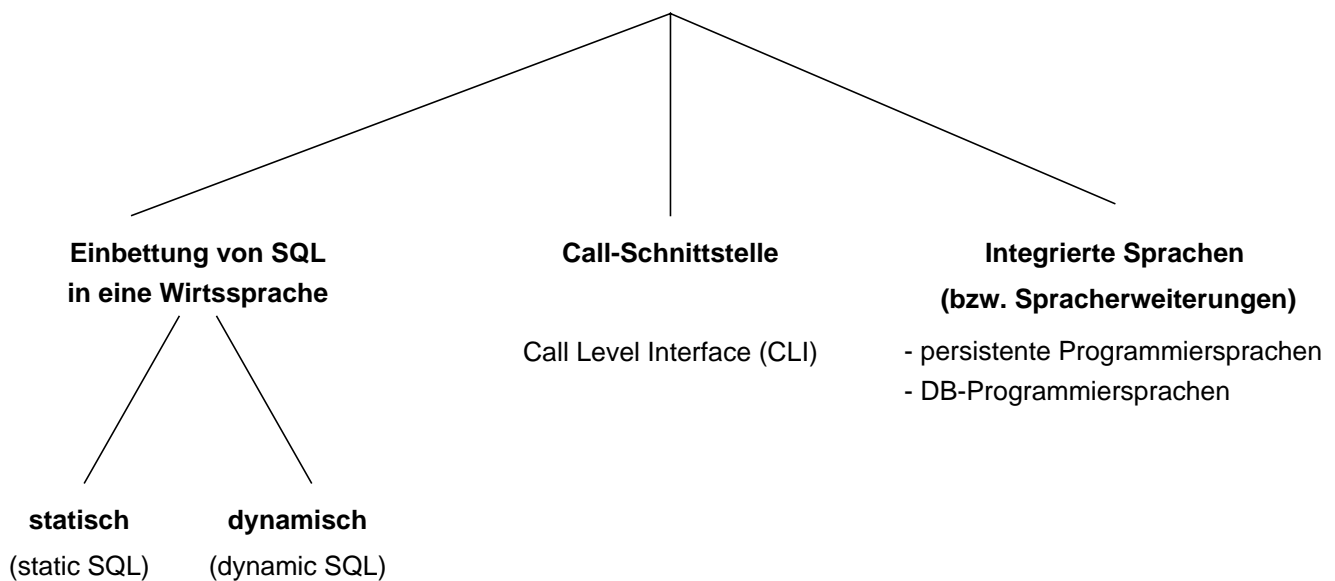 Einbettung von SQL
in eine Wirtssprache
Call-Schnittstelle
Integrierte Sprachen
(bzw. Spracherweiterungen)
Call Level Interface (CLI)
- persistente Programmiersprachen
- DB-Programmiersprachen
statisch
(static SQL)
dynamisch
(dynamic SQL)